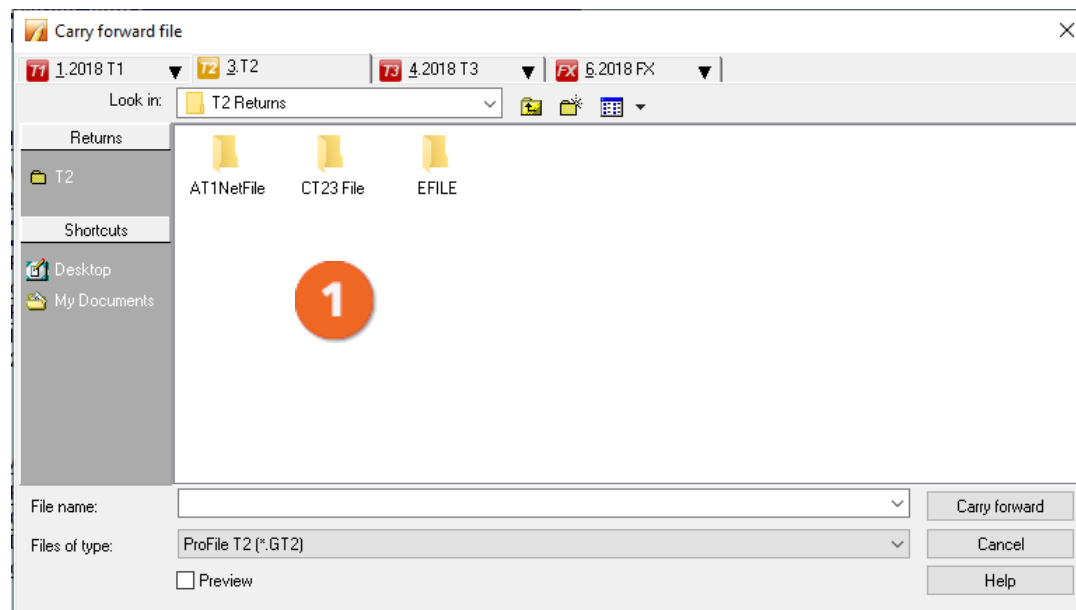 Carry forward file
T1 1.2018 T1 T2 3.T2 T3 4.2018 T3 FX 6.2018 FX
Look in: T2 Returns
Returns
T2
AT1NetFile CT23 File EFILE
Shortcuts
Desktop
My Documents
1
File name: Carry forward
Files of type: ProFile T2 (*.GT2) Cancel
Preview Help